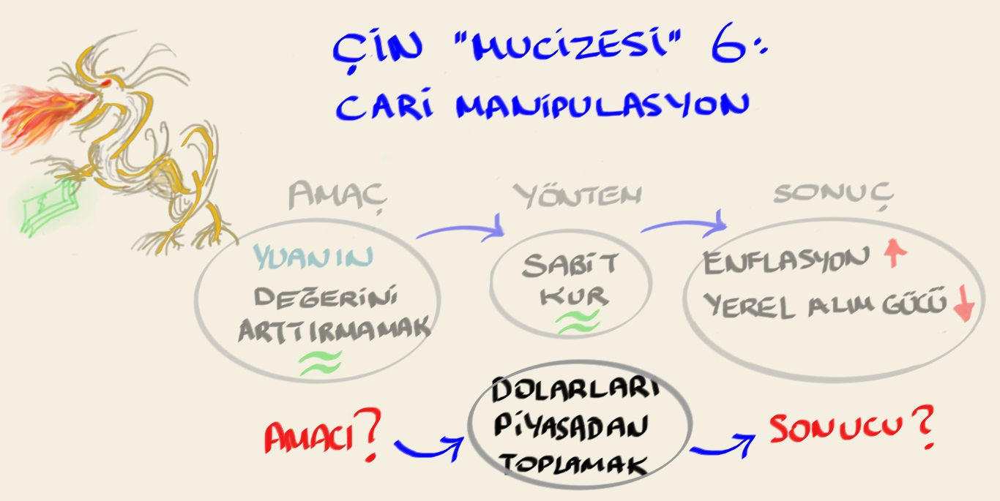 ÇİN "MUCİZESİ" 6:
CARİ MANİPULASYON
AMAÇ
YÖNTEM
SONUÇ
YUANIN
DEĞERİNİ
ARTTIRMAMAK
SABİT
KUR
ENFLASYON
YEREL ALIM GÜCÜ
DOLARLARI
PİYASADAN
TOPLAMAK
AMACI?
SONUCU?